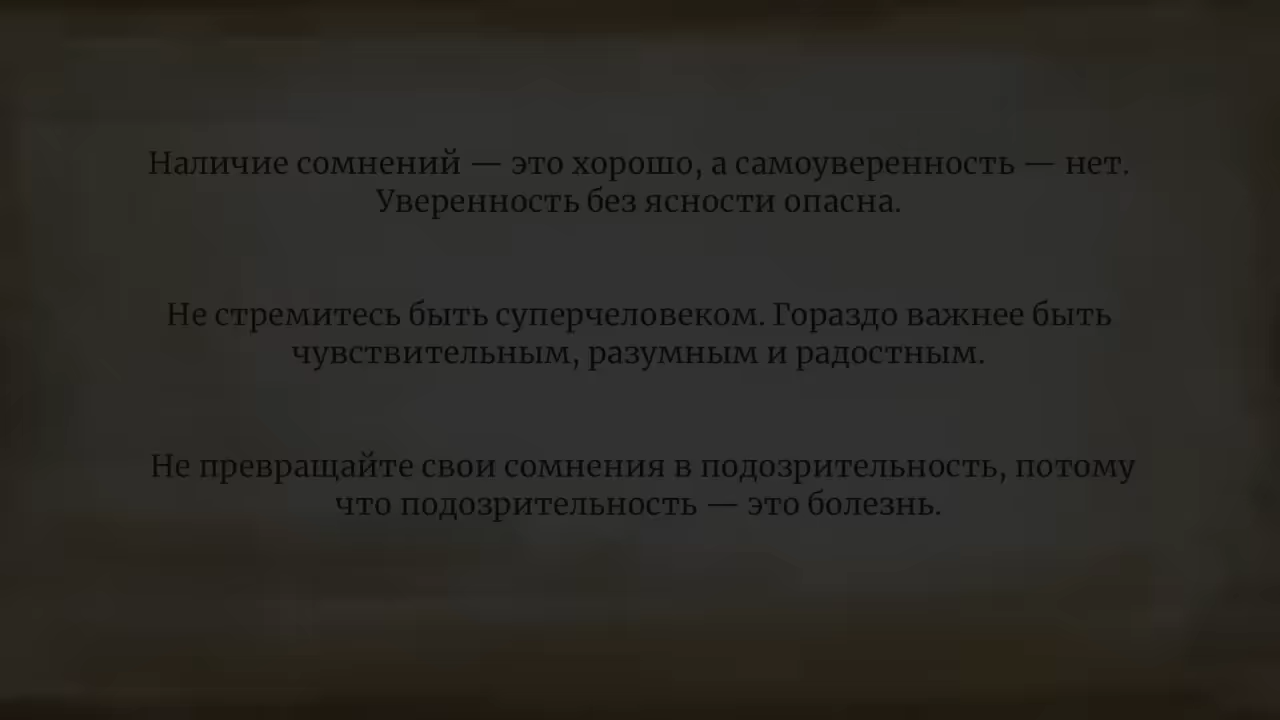 Наличие сомнений — это хорошо, а самоуверенность — нет.
Уверенность без ясности опасна.
Не стремитесь быть суперчеловеком. Гораздо важнее быть
чувствительным, разумным и радостным.
Не превращайте свои сомнения в подозрительность, потому
что подозрительность — это болезнь.